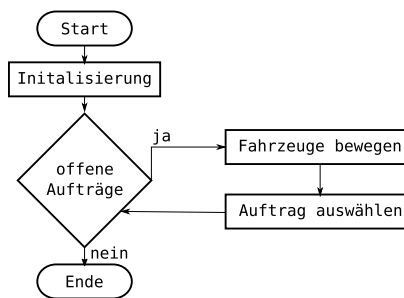 Start
Initalisierung
ja
Fahrzeuge bewegen
offene
Aufträge
Auftrag auswählen
nein
Ende